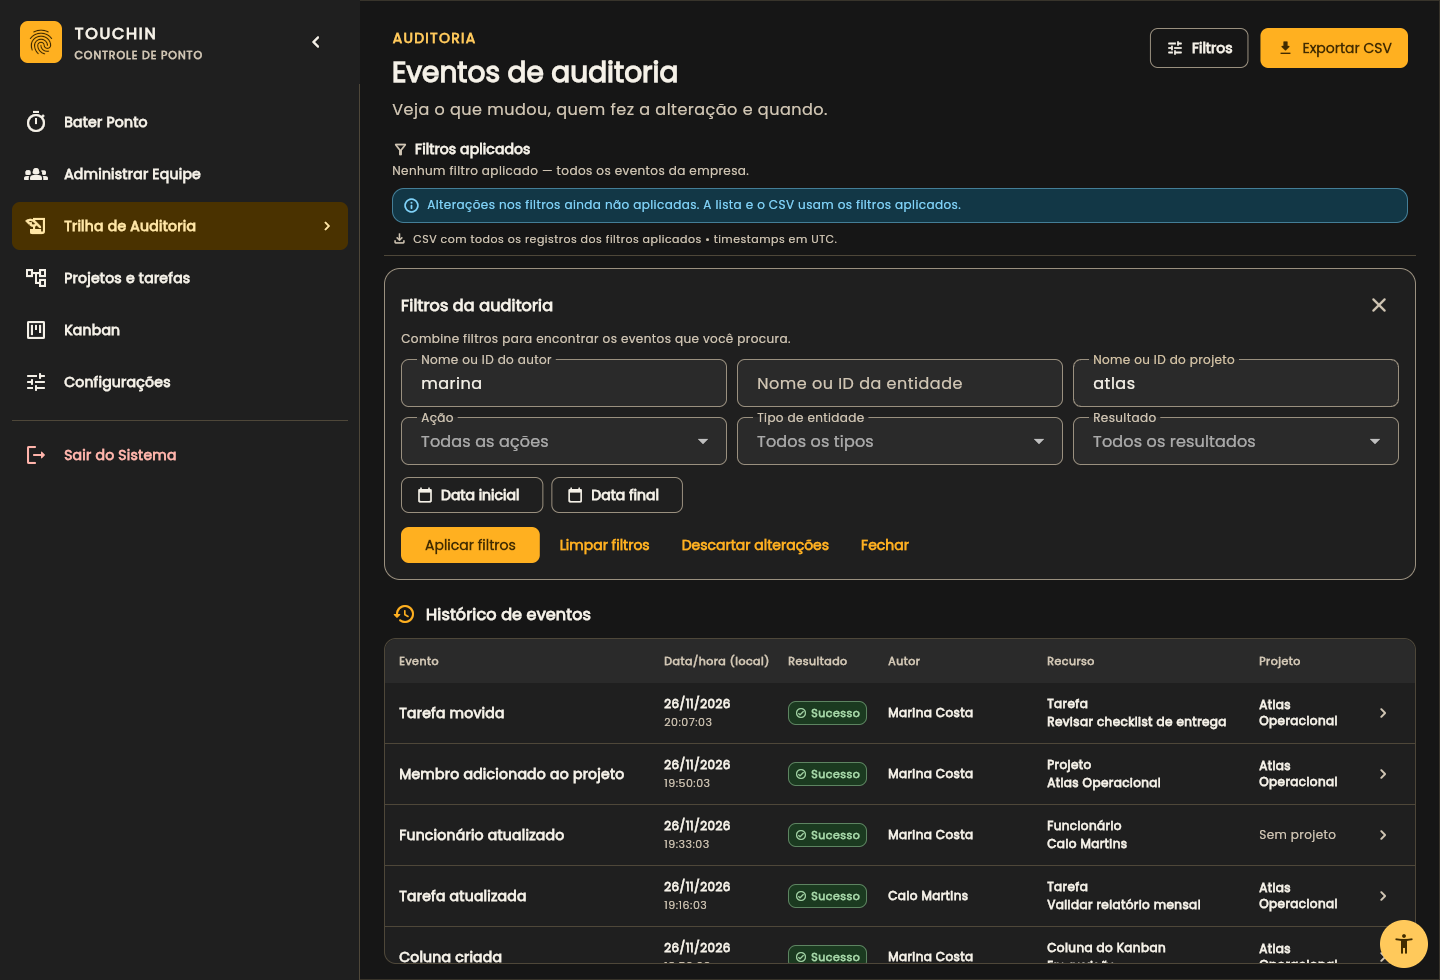 TOUCHIN
CONTROLE DE PONTO
Bater Ponto
Administrar Equipe
Trilha de Auditoria
Projetos e tarefas
Kanban
Configurações
Sair do Sistema
AUDITORIA
Eventos de auditoria
Veja o que mudou, quem fez a alteração e quando.
Filtros
Exportar CSV
Filtros aplicados
Nenhum filtro aplicado — todos os eventos da empresa.
Alterações nos filtros ainda não aplicadas. A lista e o CSV usam os filtros aplicados.
CSV com todos os registros dos filtros aplicados • timestamps em UTC.
Filtros da auditoria
Combine filtros para encontrar os eventos que você procura.
Nome ou ID do autor
marina
Nome ou ID da entidade
Nome ou ID do projeto
atlas
Ação
Todas as ações
Tipo de entidade
Todos os tipos
Resultado
Todos os resultados
Data inicial
Data final
Aplicar filtros
Limpar filtros
Descartar alterações
Fechar
Histórico de eventos
Evento Data/hora (local) Resultado Autor Recurso Projeto
Tarefa movida
26/11/2026
20:07:03
Sucesso
Marina Costa
Tarefa
Revisar checklist de entrega
Atlas
Operacional
Membro adicionado ao projeto
26/11/2026
19:50:03
Sucesso
Marina Costa
Projeto
Atlas Operacional
Atlas
Operacional
Funcionário atualizado
26/11/2026
19:33:03
Sucesso
Marina Costa
Funcionário
Caio Martins
Sem projeto
Tarefa atualizada
26/11/2026
19:16:03
Sucesso
Caio Martins
Tarefa
Validar relatório mensal
Atlas
Operacional
Coluna criada
26/11/2026
Sucesso
Marina Costa
Coluna do Kanban
Atlas